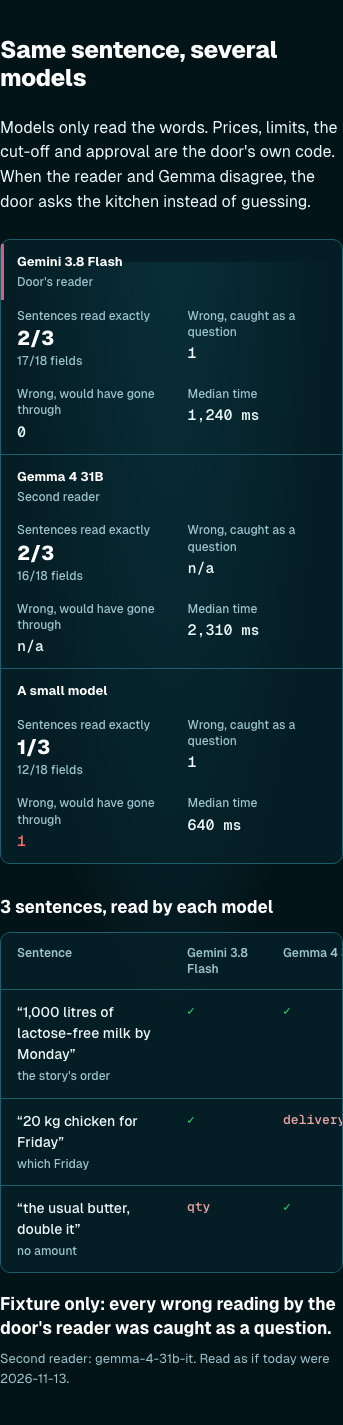 Same sentence, several
models
Models only read the words. Prices, limits, the
cut-off and approval are the door's own code.
When the reader and Gemma disagree, the
door asks the kitchen instead of guessing.
Gemini 3.8 Flash
Door's reader
Sentences read exactly
2/3
17/18 fields
Wrong, caught as a
question
1
Wrong, would have gone
through
0
Median time
1,240 ms
Gemma 4 31B
Second reader
Sentences read exactly
2/3
16/18 fields
Wrong, caught as a
question
n/a
Wrong, would have gone
through
n/a
Median time
2,310 ms
A small model
Sentences read exactly
1/3
12/18 fields
Wrong, caught as a
question
1
Wrong, would have gone
through
1
Median time
640 ms
3 sentences, read by each model
Sentence
Gemini 3.8
Flash
Gemma 4
“1,000 litres of
lactose-free milk by
Monday”
the story's order
✓ ✓
“20 kg chicken for
Friday”
which Friday
✓ delivery
“the usual butter,
double it”
no amount
qty ✓
Fixture only: every wrong reading by the
door's reader was caught as a question.
Second reader: gemma-4-31b-it. Read as if today were
2026-11-13.